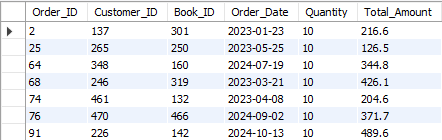 Order_ID Customer_ID Book_ID Order_Date Quantity Total_Amount
2 137 301 2023-01-23 10 216.6
25 265 250 2023-05-25 10 126.5
64 348 160 2024-07-19 10 344.8
68 246 319 2023-03-21 10 426.1
74 461 132 2023-04-08 10 204.6
76 470 466 2024-09-02 10 371.7
91 226 142 2024-10-13 10 489.6